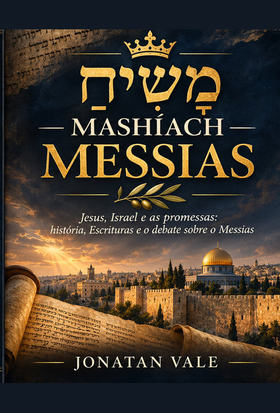 מָשִׁיחַ
MASHÍACH
MESSIAS
Jesus, Israel e as promessas:
história, Escrituras e o debate sobre o Messias
JONATAN VALE